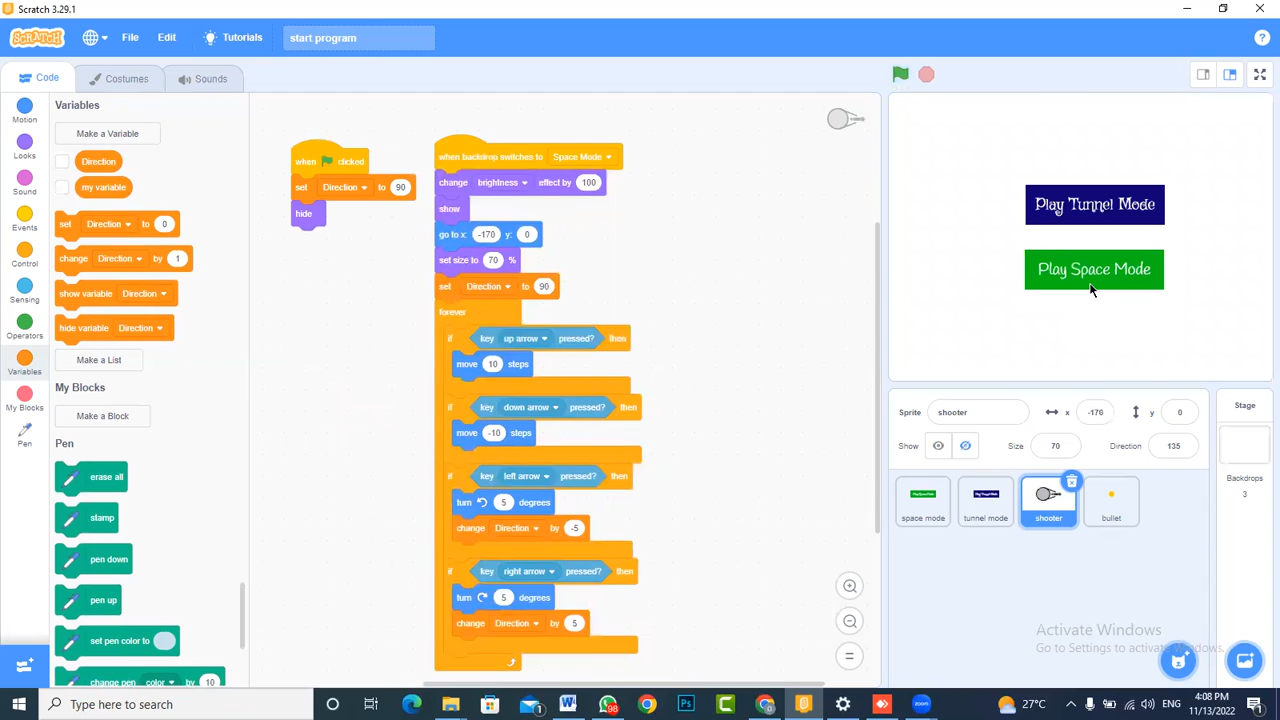 Scratch 3.29.1
SCRATCH
File
Edit
Tutorials
start program
Code
Costumes
Sounds
Motion
Looks
Sound
Events
Control
Sensing
Operators
Variables
My Blocks
Pen
Variables
Make a Variable
Direction
my variable
set Direction to 0
change Direction by 1
show variable Direction
hide variable Direction
Make a List
My Blocks
Make a Block
Pen
erase all
stamp
pen down
pen up
set pen color to
change pen color by 10
when clicked
set Direction to 90
hide
when backdrop switches to Space Mode
change brightness effect by 100
show
go to x: -170 y: 0
set size to 70 %
set Direction to 90
forever
if key up arrow pressed? then
move 10 steps
if key down arrow pressed? then
move -10 steps
if key left arrow pressed? then
turn 5 degrees
change Direction by -5
if key right arrow pressed? then
turn 5 degrees
change Direction by 5
Play Tunnel Mode
Play Space Mode
Sprite shooter x -170 y 0
Show Size 70 Direction 135
space mode
tunnel mode
shooter
bullet
Stage
Backdrops
3
Activate Windows
Go to Settings to activate Windows.
Type here to search
1
98
27°C
ENG
4:08 PM
11/13/2022